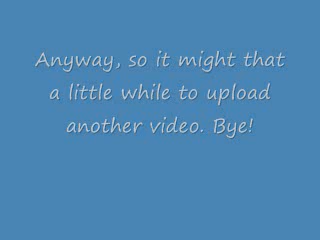 Anyway, so it might that
a little while to upload
another video. Bye!